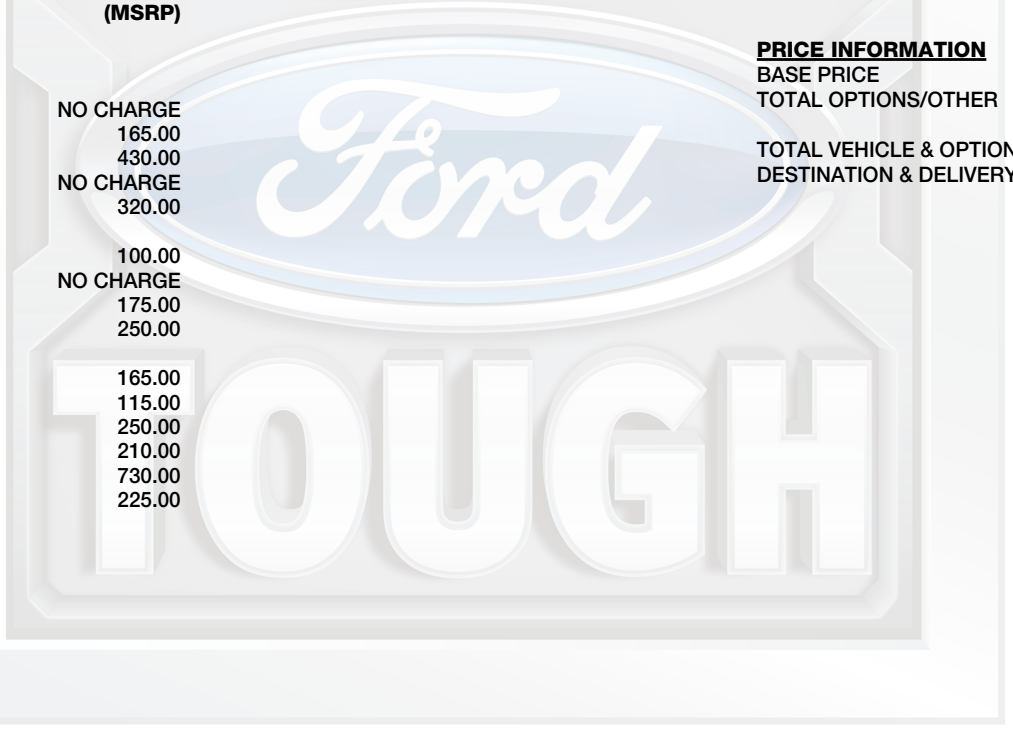 (MSRP)
NO CHARGE
165.00
430.00
NO CHARGE
320.00
100.00
NO CHARGE
175.00
250.00
165.00
115.00
250.00
210.00
730.00
225.00
PRICE INFORMATION
BASE PRICE
TOTAL OPTIONS/OTHER
TOTAL VEHICLE & OPTION
DESTINATION & DELIVERY
Ford
TOUGH